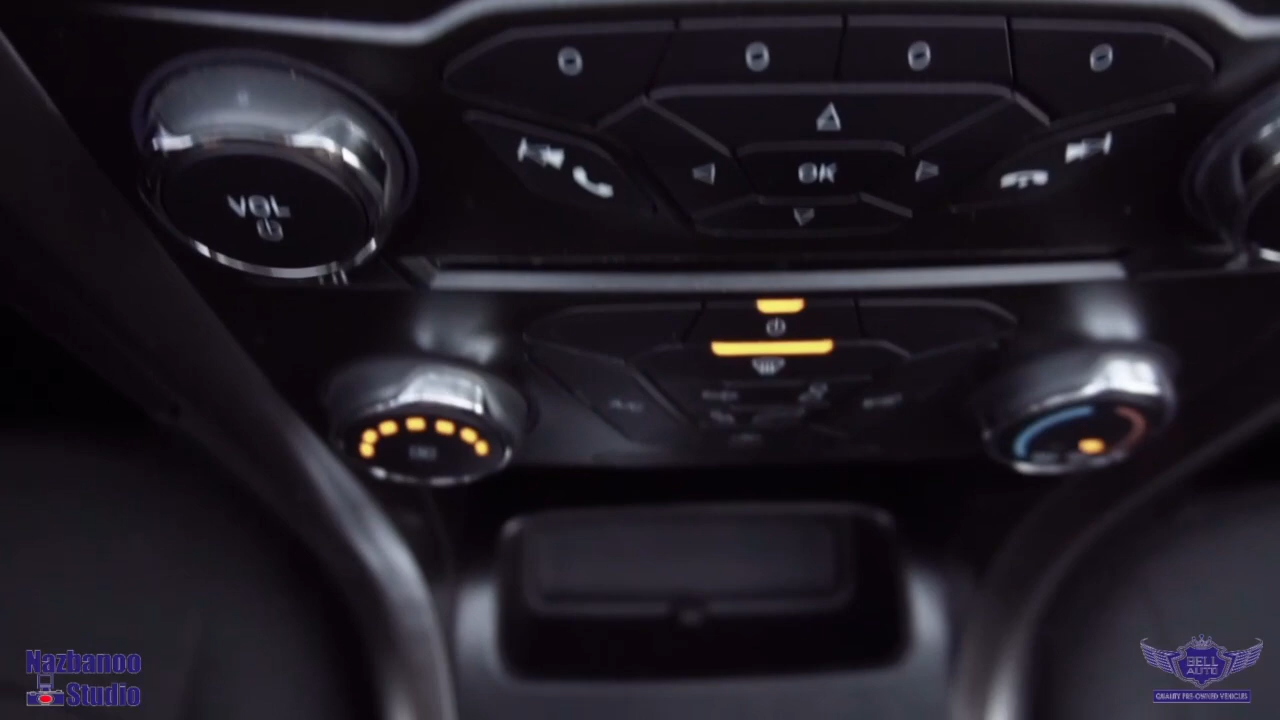 VOL
OK
Nazbanoo
Studio
BELL
AUTO
QUALITY PRE-OWNED VEHICLES